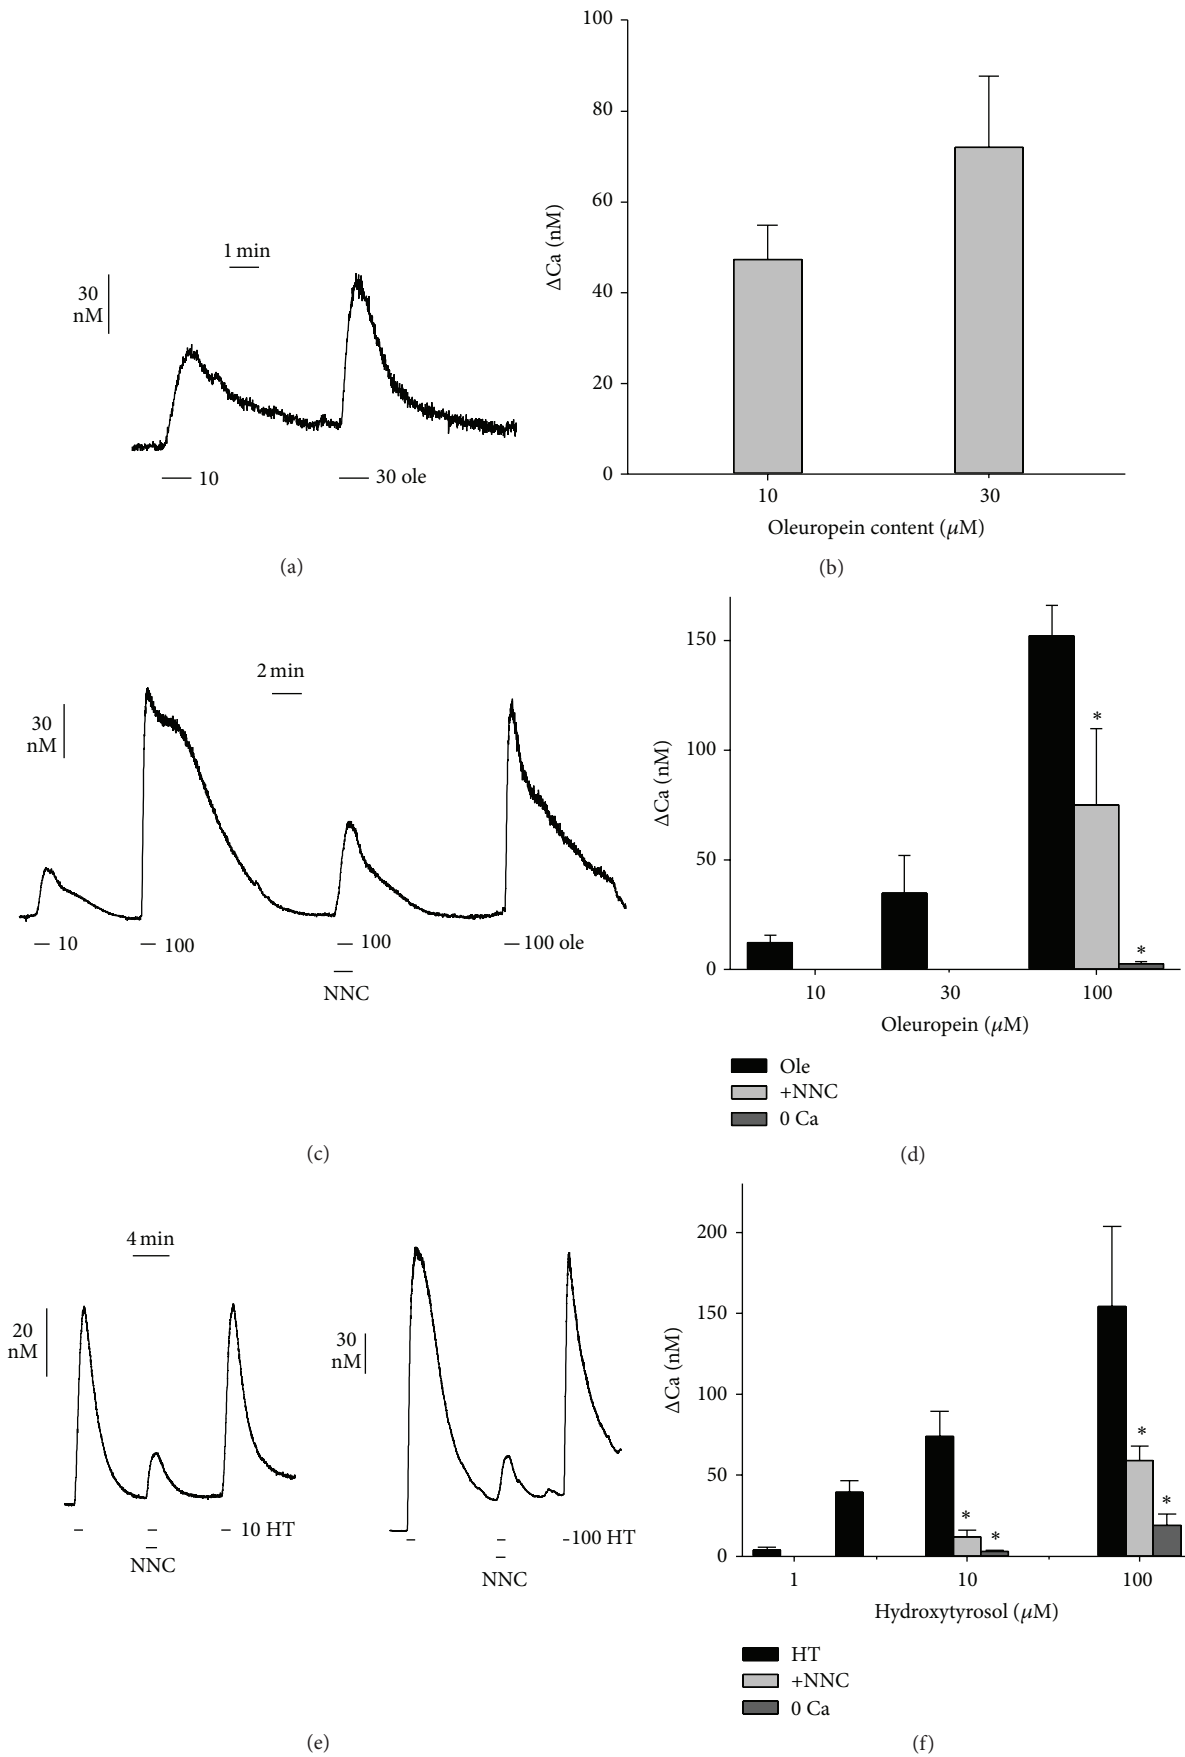 1 min
30
nM
10
30 ole
(a)
100
80
60
40
20
0
ΔCa (nM)
10
30
Oleuropein content (μM)
(b)
2 min
30
nM
10
100
100
100 ole
NNC
(c)
150
100
50
0
ΔCa (nM)
*
*
10
30
100
Oleuropein (μM)
Ole
+NNC
0 Ca
(d)
4 min
20
nM
10 HT
NNC
30
nM
100 HT
NNC
(e)
200
150
100
50
0
ΔCa (nM)
*
*
*
*
1
10
100
Hydroxytyrosol (μM)
HT
+NNC
0 Ca
(f)